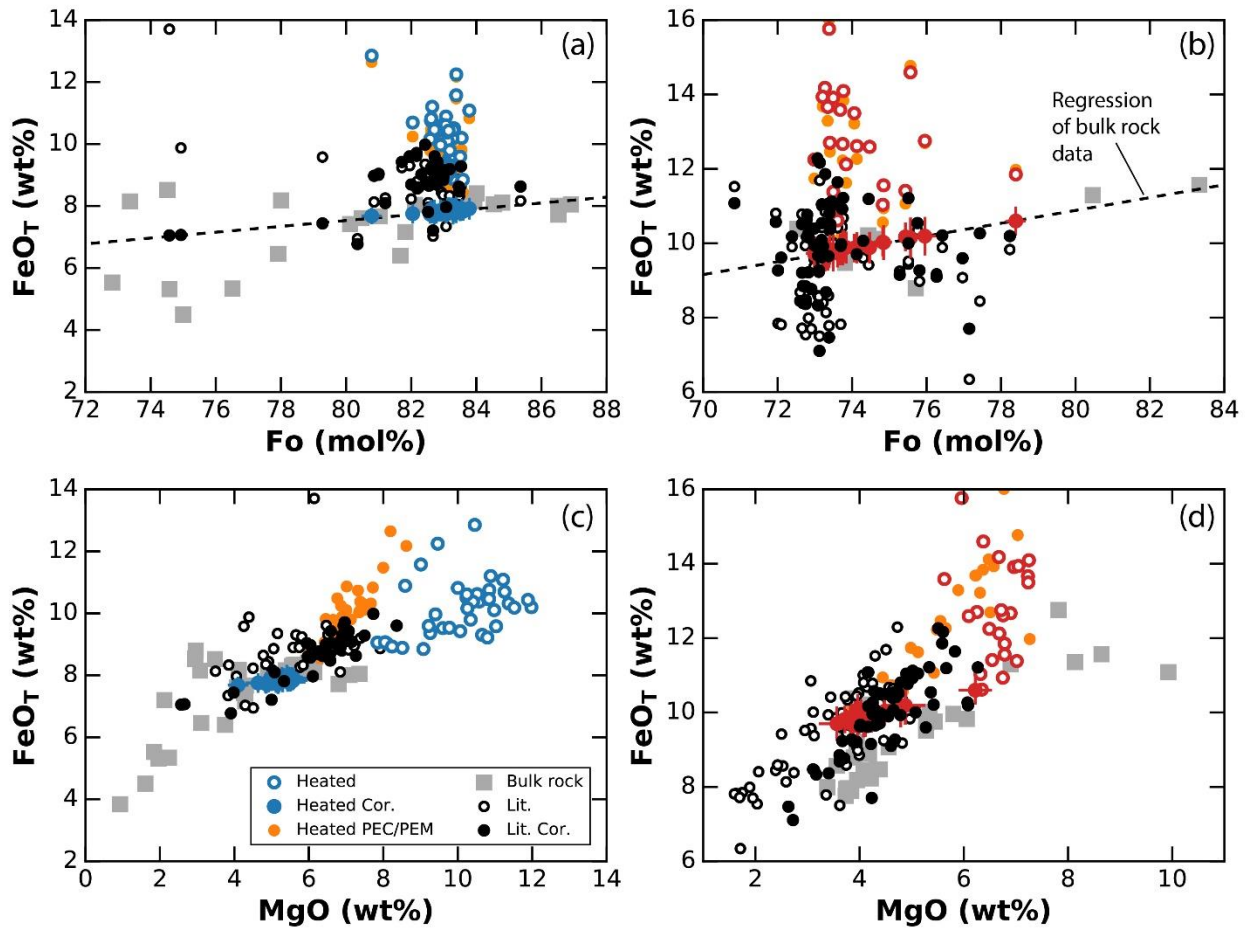 14
12
10
8
6
4
2
FeOT (wt%)
(a)
72 74 76 78 80 82 84 86 88
Fo (mol%)
16
14
12
10
8
6
FeOT (wt%)
(b)
Regression
of bulk rock
data
70 72 74 76 78 80 82 84
Fo (mol%)
14
12
10
8
6
4
2
FeOT (wt%)
(c)
Heated
Heated Cor.
Heated PEC/PEM
Bulk rock
Lit.
Lit. Cor.
0 2 4 6 8 10 12 14
MgO (wt%)
16
14
12
10
8
6
FeOT (wt%)
(d)
2 4 6 8 10
MgO (wt%)